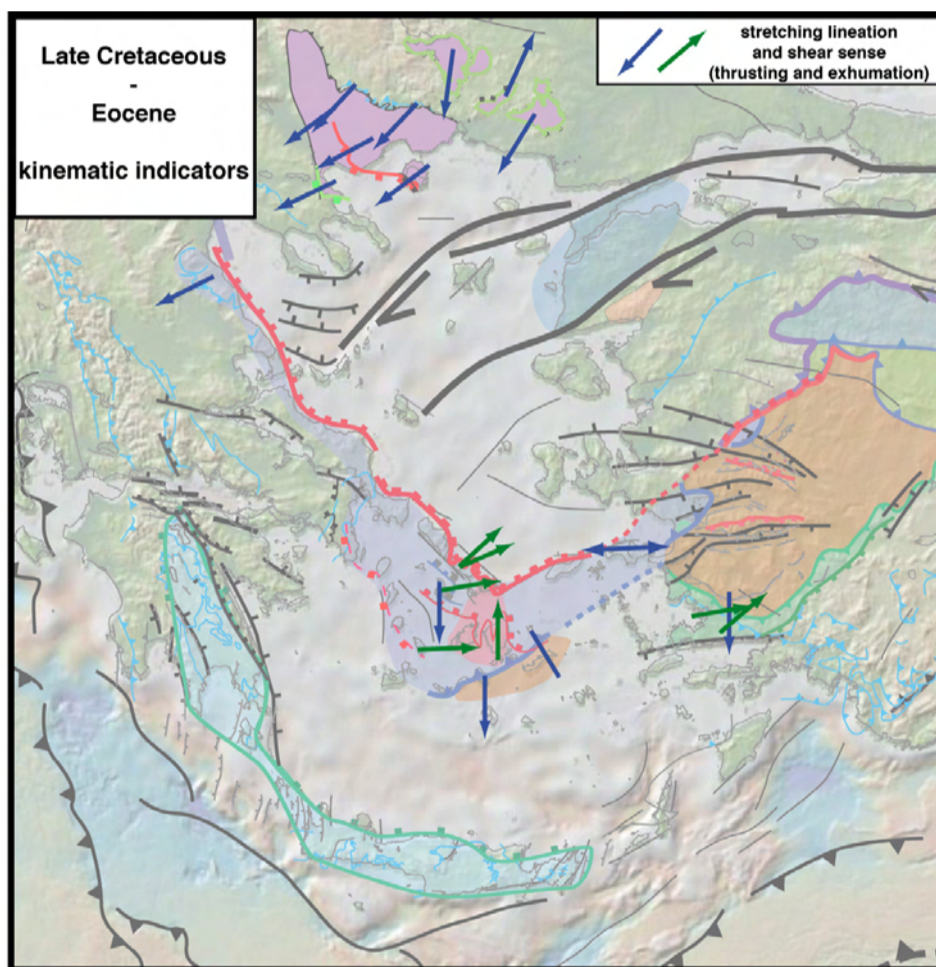 Late Cretaceous
-
Eocene
kinematic indicators
stretching lineation
and shear sense
(thrusting and exhumation)